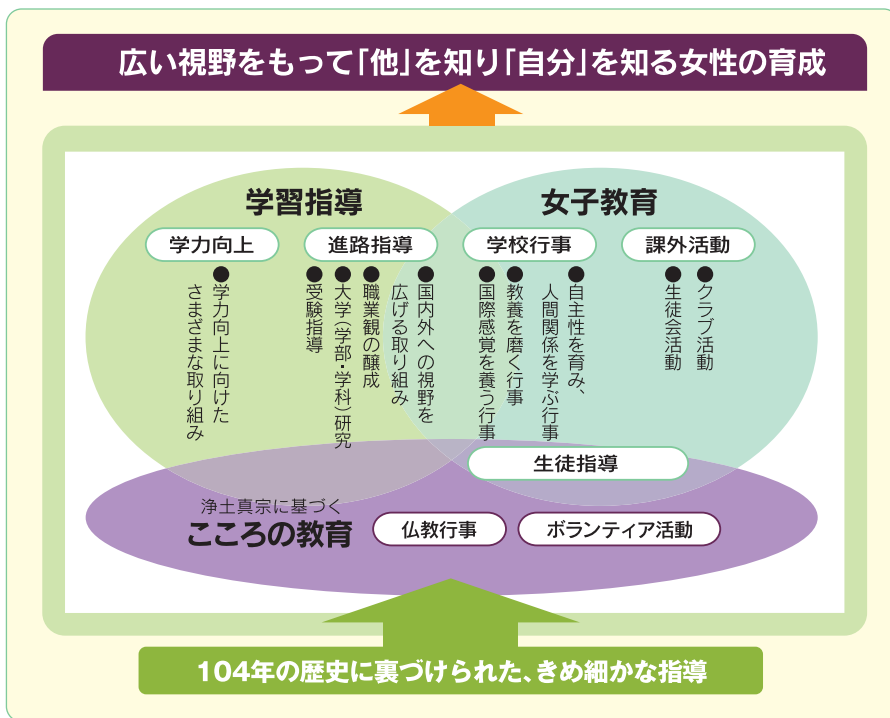 広い視野をもって「他」を知り「自分」を知る女性の育成
学習指導
女子教育
学力向上
進路指導
学校行事
課外活動
●学力向上に向けた
さまざまな取り組み
●受験指導
●大学（学部・学科）研究
●職業観の醸成
●国内外への視野を
広げる取り組み
●国際感覚を養う行事
●教養を磨く行事
●自主性を育み、
人間関係を学ぶ行事
●生徒会活動
●クラブ活動
生徒指導
浄土真宗に基づく
こころの教育
仏教行事
ボランティア活動
104年の歴史に裏づけられた、きめ細かな指導